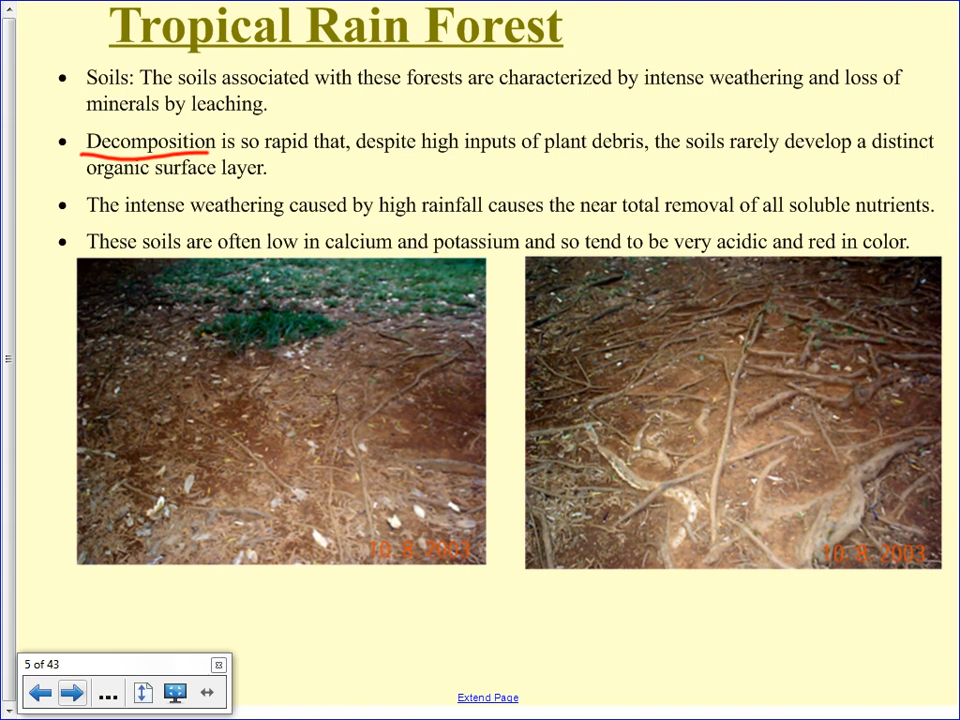 Tropical Rain Forest
• Soils: The soils associated with these forests are characterized by intense weathering and loss of
minerals by leaching.
• Decomposition is so rapid that, despite high inputs of plant debris, the soils rarely develop a distinct
organic surface layer.
• The intense weathering caused by high rainfall causes the near total removal of all soluble nutrients.
• These soils are often low in calcium and potassium and so tend to be very acidic and red in color.
10 8 2003
10 8 2003
5 of 43
...
Extend Page